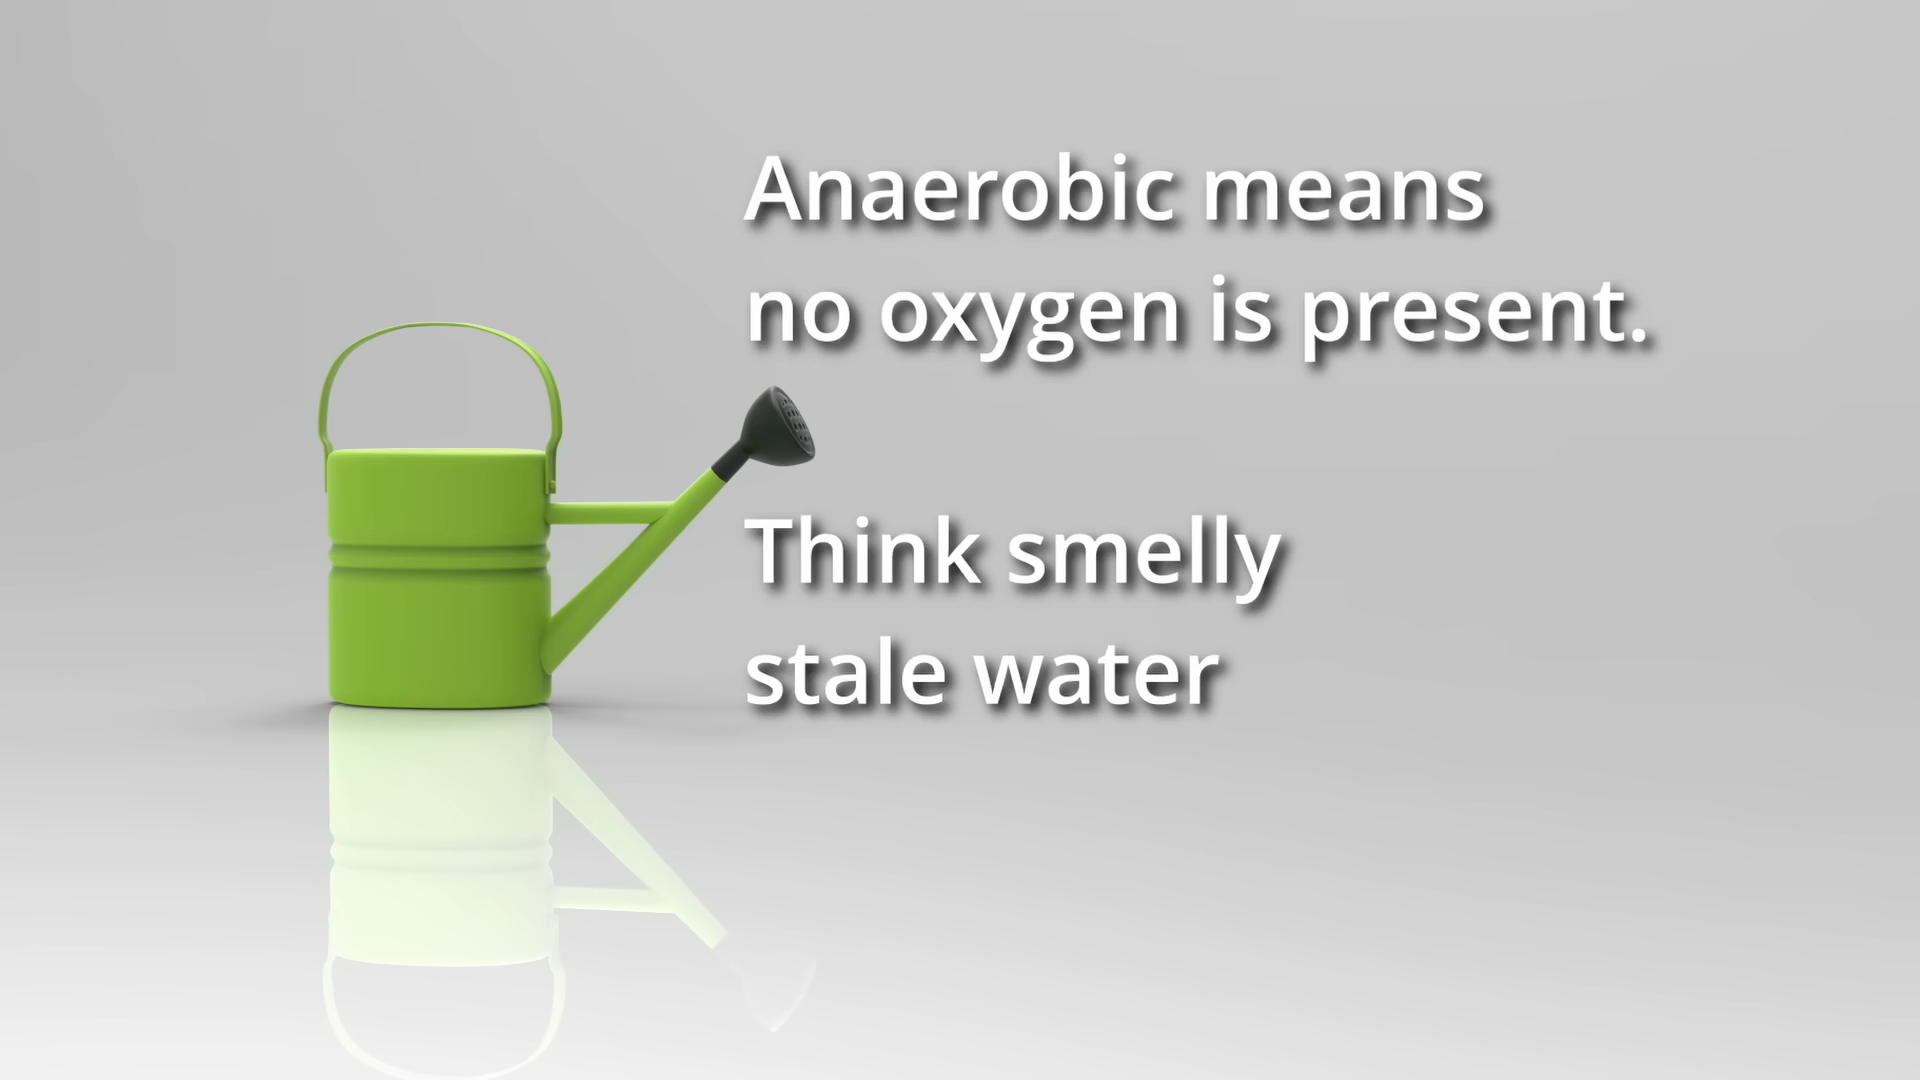 Anaerobic means
no oxygen is present.
Think smelly
stale water